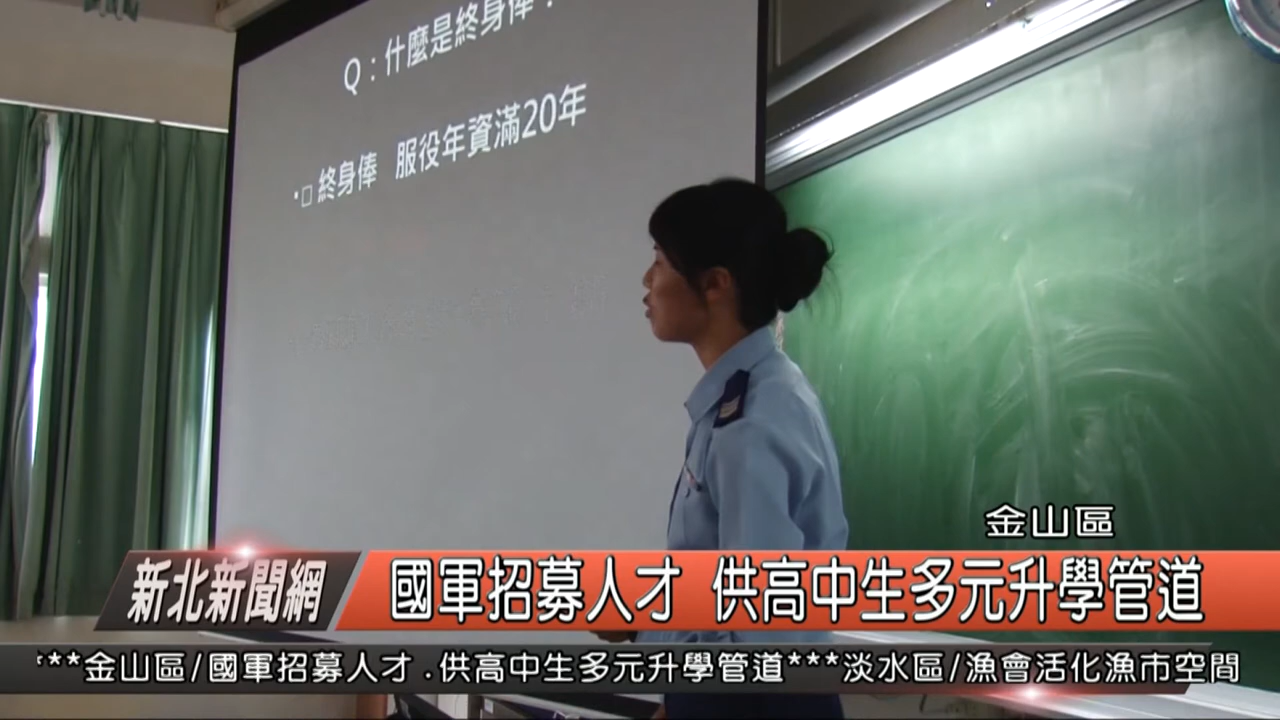 Q：什麼是終身俸？
•□ 終身俸 服役年資滿20年
金山區
新北新聞網
國軍招募人才 供高中生多元升學管道
***金山區/國軍招募人才.供高中生多元升學管道***淡水區/漁會活化漁市空間